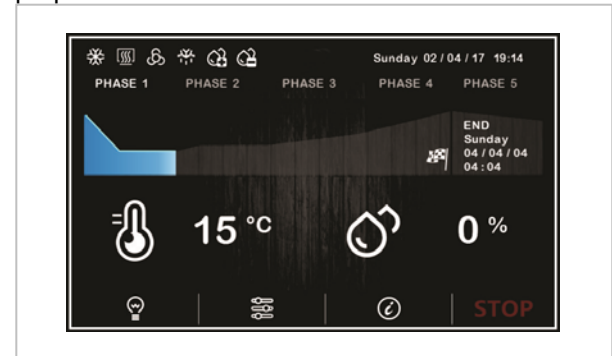 Sunday 02 / 04 / 17 19:14
PHASE 1 PHASE 2 PHASE 3 PHASE 4 PHASE 5
END
Sunday
04 / 04 / 04
04 : 04
15 °C 0 %
i STOP